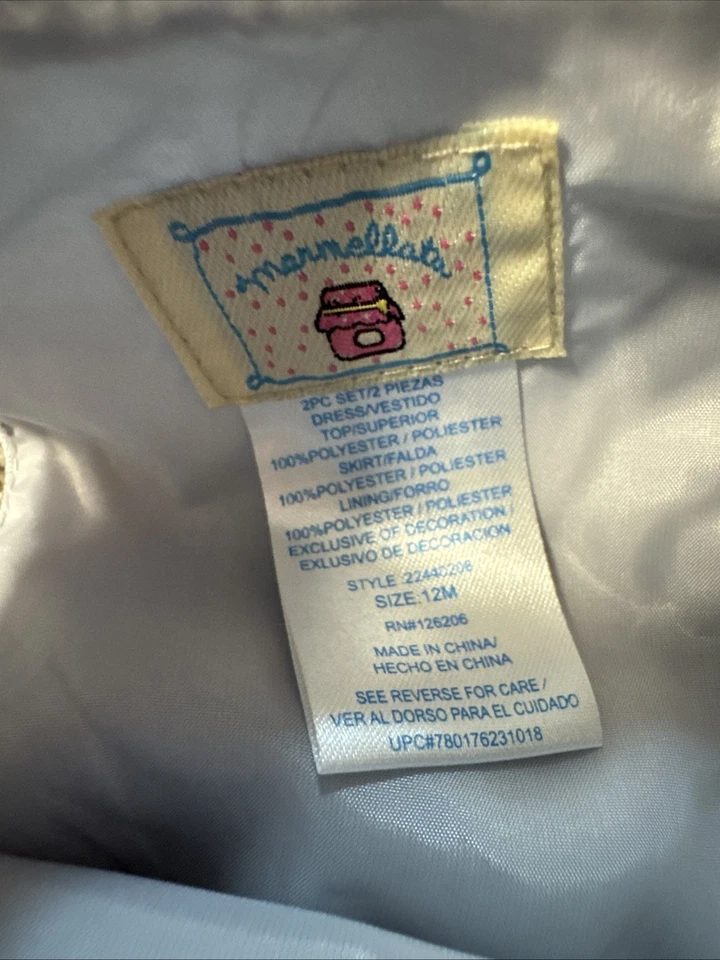 marmellata
2PC SET/2 PIEZAS
DRESS/VESTIDO
TOP/SUPERIOR
100%POLYESTER / POLIESTER
SKIRT/FALDA
100%POLYESTER / POLIESTER
LINING/FORRO
100%POLYESTER / POLIESTER
EXCLUSIVE OF DECORATION /
EXLUSIVO DE DECORACION
STYLE :22440206
SIZE:12M
RN#126206
MADE IN CHINA/
HECHO EN CHINA
SEE REVERSE FOR CARE /
VER AL DORSO PARA EL CUIDADO
UPC#780176231018